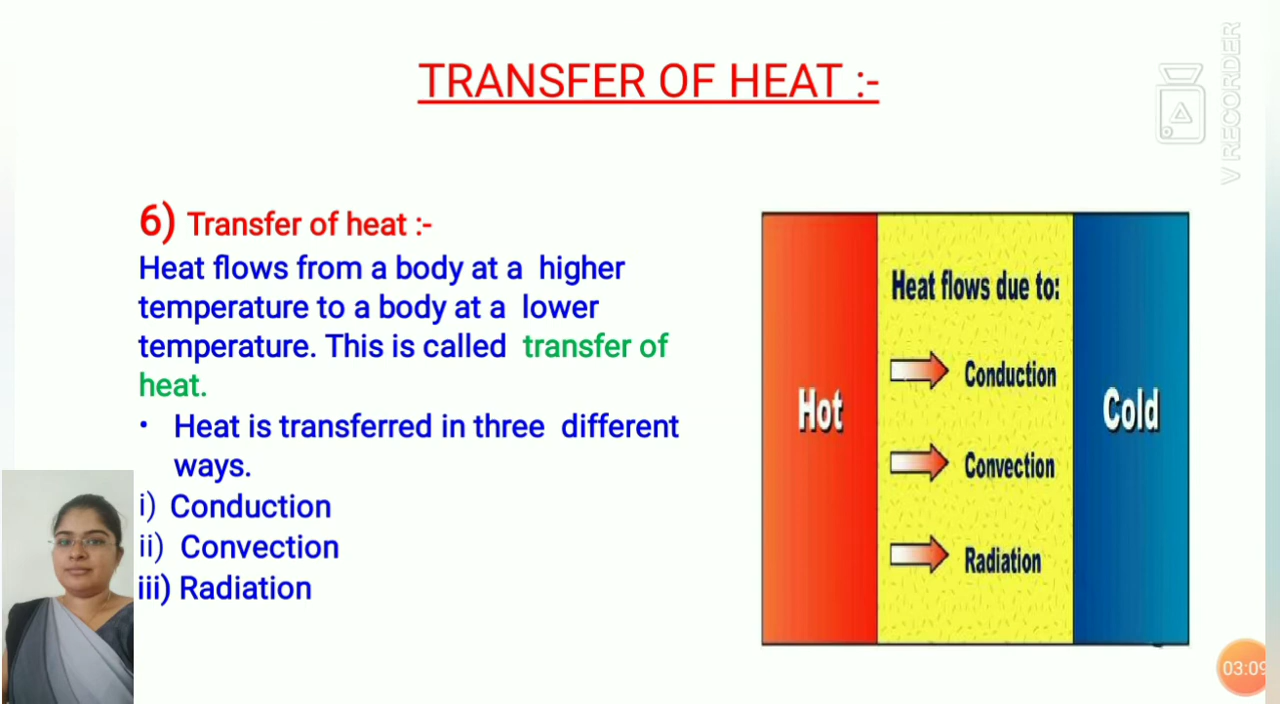 TRANSFER OF HEAT :-
V RECORDER
6) Transfer of heat :-
Heat flows from a body at a higher
temperature to a body at a lower
temperature. This is called transfer of
heat.
• Heat is transferred in three different
ways.
i) Conduction
ii) Convection
iii) Radiation
Heat flows due to:
Conduction
Hot
Cold
Convection
Radiation
03:09